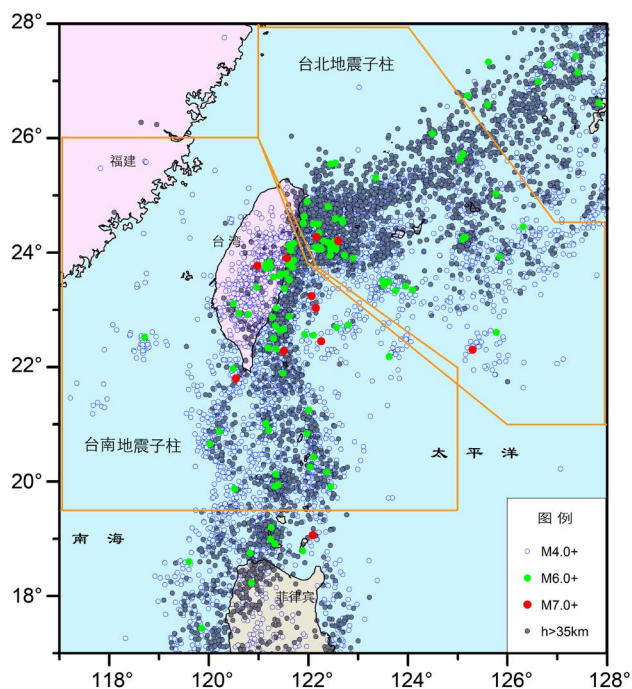 28°
26°
24°
22°
20°
18°
118°
120°
122°
124°
126°
128°
台北地震子柱
福建
台湾
台南地震子柱
太平洋
南海
菲律宾
图例
M4.0+
M6.0+
M7.0+
h>35km